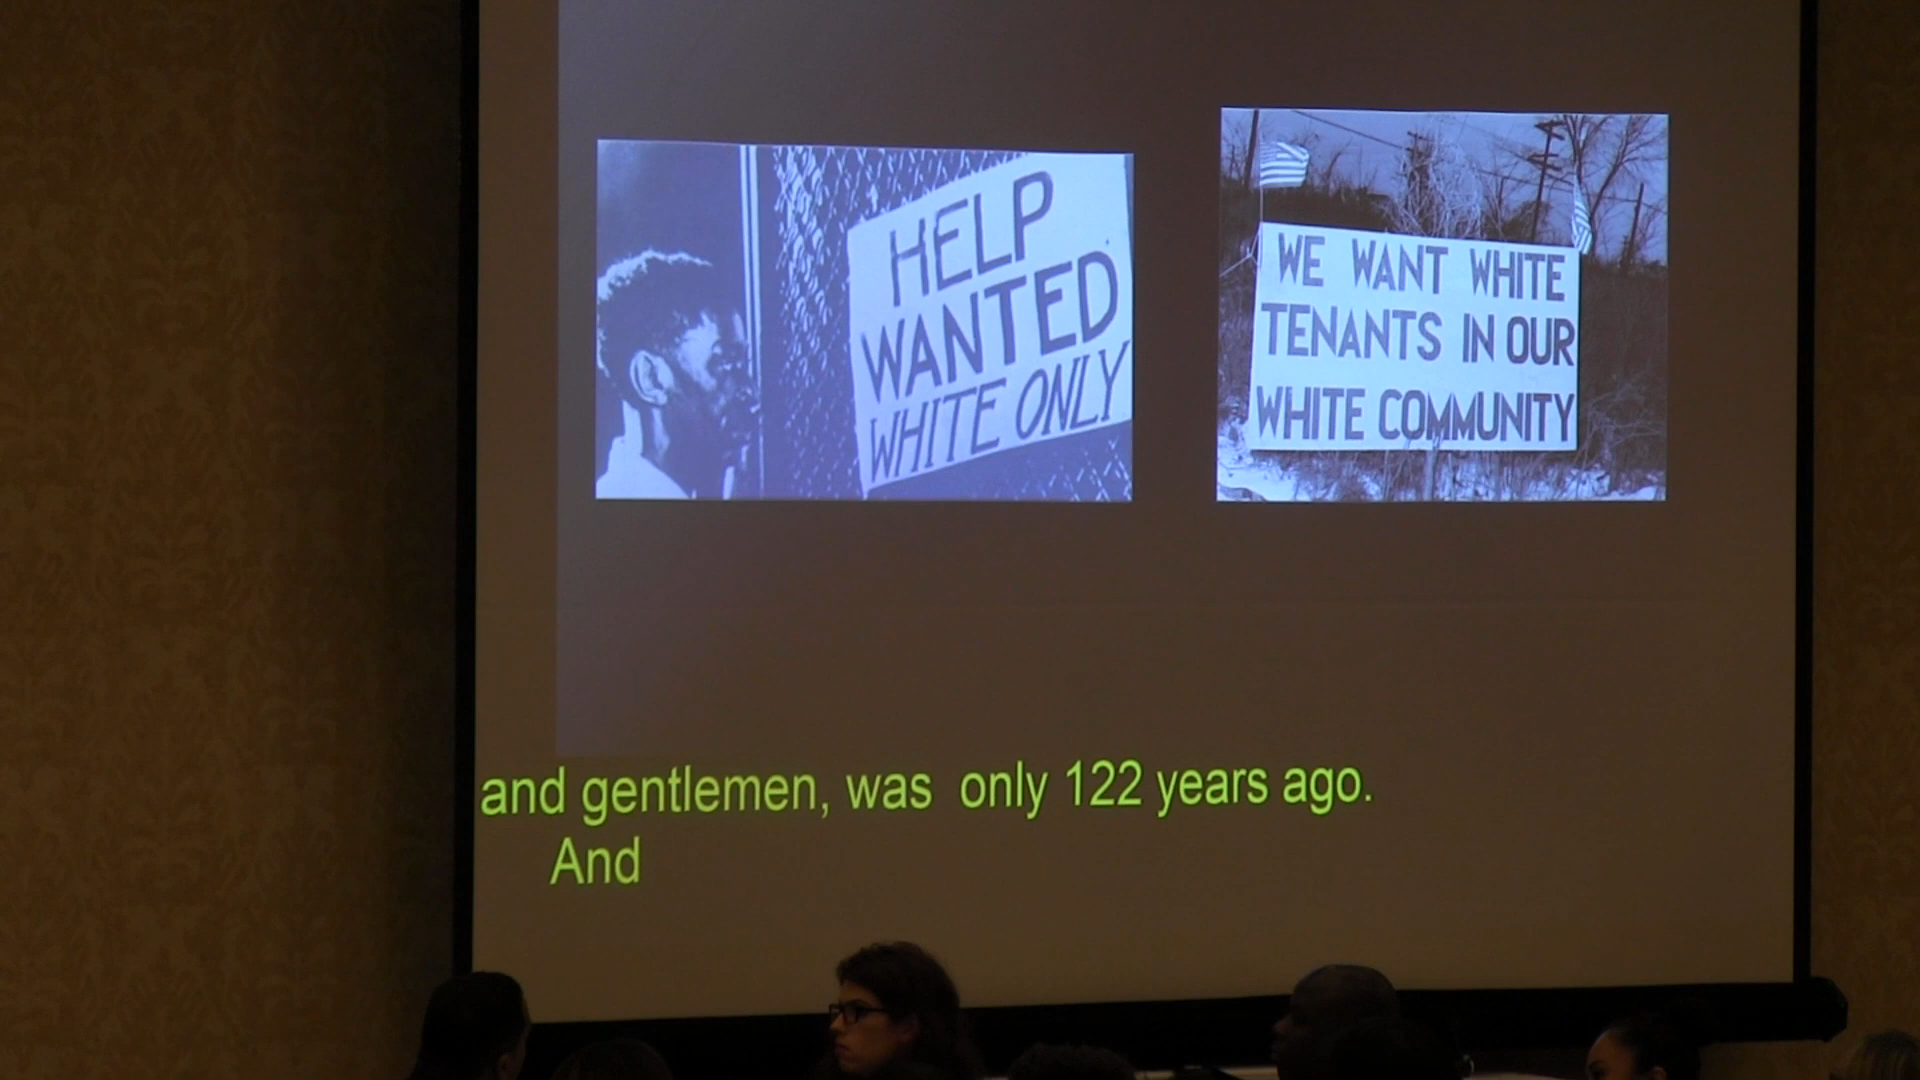 HELP
WANTED
WHITE ONLY
WE WANT WHITE
TENANTS IN OUR
WHITE COMMUNITY
and gentlemen, was only 122 years ago.
And